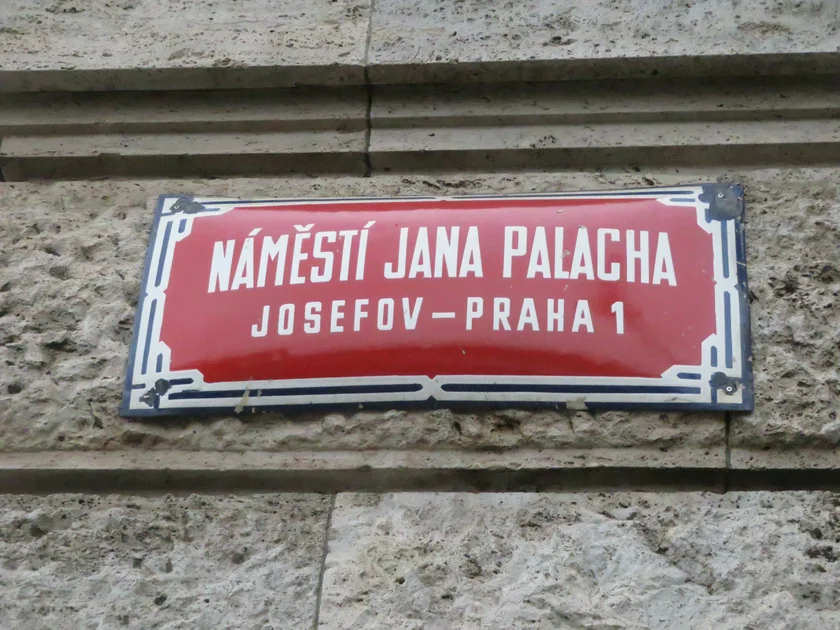 NÁMĚSTÍ JANA PALACHA
JOSEFOV – PRAHA 1